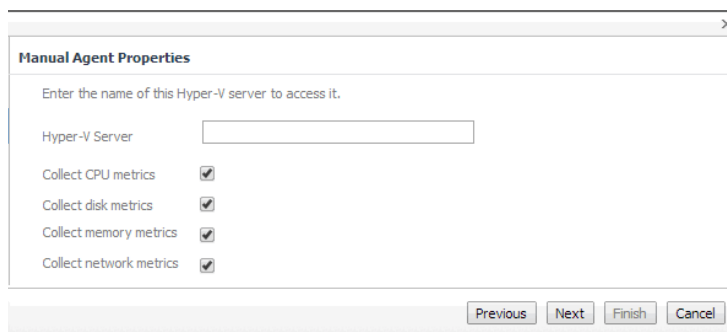 Manual Agent Properties
Enter the name of this Hyper-V server to access it.
Hyper-V Server
Collect CPU metrics
Collect disk metrics
Collect memory metrics
Collect network metrics
Previous Next Finish Cancel